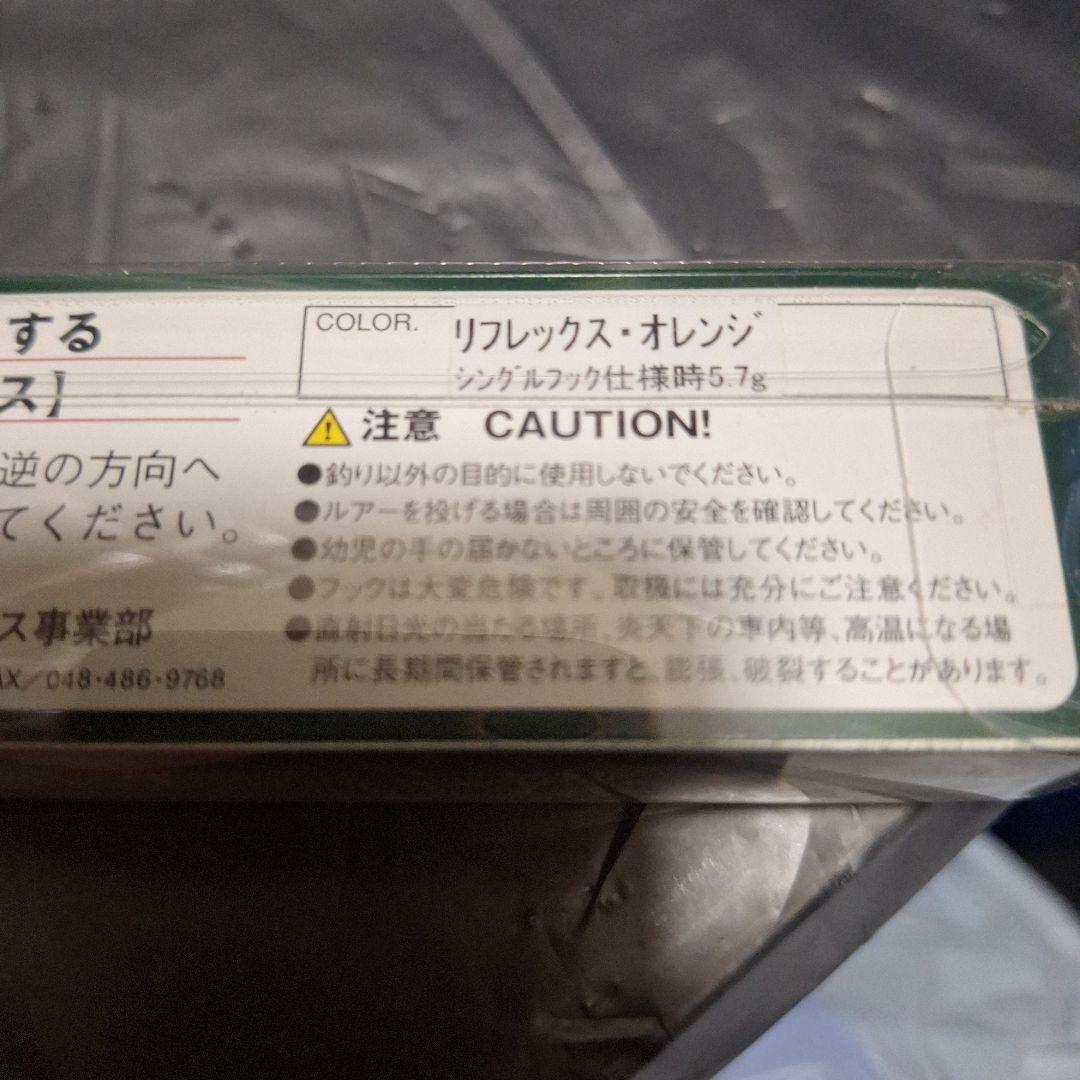 する
ス】
逆の方向へ
てください。
ス事業部
AX／048・486・9768
COLOR. リフレックス・オレンジ
シングルフック仕様時5.7g
注意 CAUTION!
●釣り以外の目的に使用しないでください。
●ルアーを投げる場合は周囲の安全を確認してください。
●幼児の手の届かないところに保管してください。
●フックは大変危険です。取扱には充分にご注意ください。
●直射日光の当たる場所、炎天下の車内等、高温になる場
所に長期間保管されますと、膨張、破裂することがあります。